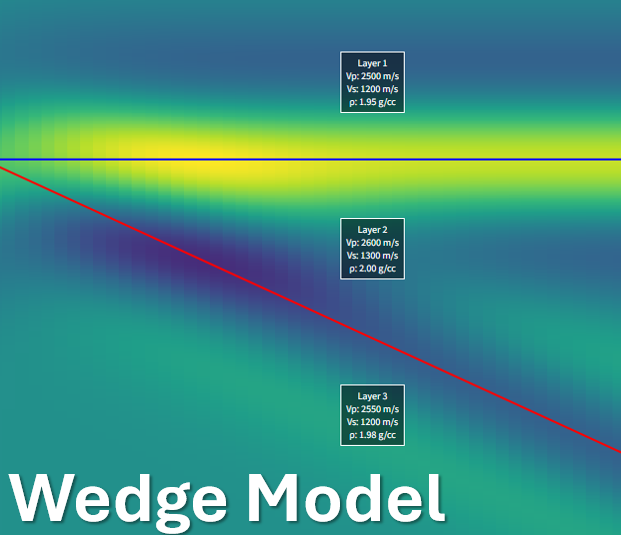 Layer 1
Vp: 2500 m/s
Vs: 1200 m/s
ρ: 1.95 g/cc
Layer 2
Vp: 2600 m/s
Vs: 1300 m/s
ρ: 2.00 g/cc
Layer 3
Vp: 2550 m/s
Vs: 1200 m/s
ρ: 1.98 g/cc
Wedge Model